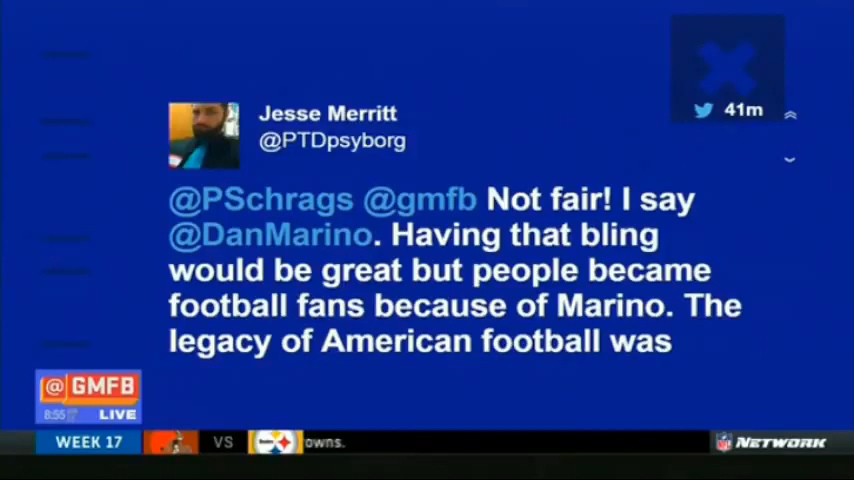 41m
Jesse Merritt
@PTDpsyborg
@PSchrags @gmfb Not fair! I say
@DanMarino. Having that bling
would be great but people became
football fans because of Marino. The
legacy of American football was
@ GMFB
8:55 LIVE
WEEK 17 VS Steelers owns. NFL NETWORK